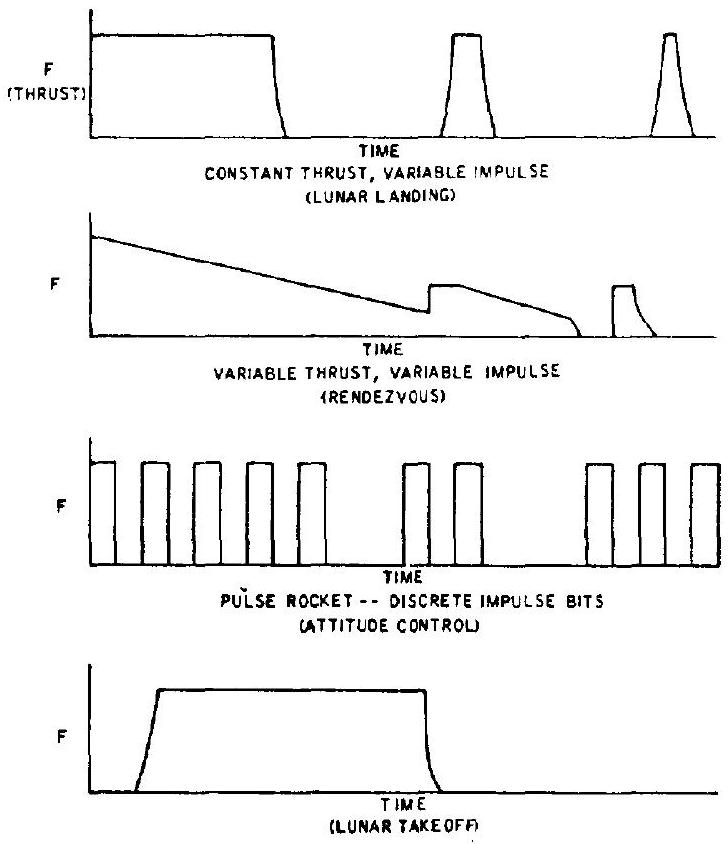 F
(THRUST)
TIME
CONSTANT THRUST, VARIABLE IMPULSE
(LUNAR LANDING)
F
TIME
VARIABLE THRUST, VARIABLE IMPULSE
(RENDEZVOUS)
F
TIME
PULSE ROCKET -- DISCRETE IMPULSE BITS
(ATTITUDE CONTROL)
F
TIME
(LUNAR TAKEOFF)